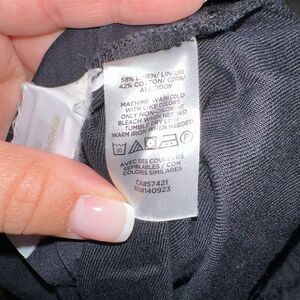 58% LINEN/ LIN/ LINO
42% COTTON/ COTON/
ALGODON
MACHINE WASH COLD
WITH LIKE COLORS
ONLY NON-CHLORINE
BLEACH WHEN NEEDED
TUMBLE DRY LOW
WARM IRON WHEN NEEDED
AVEC DES COULEURS
SEMBLABLES / CON
COLORES SIMILARES
CA#57421
RN#140923